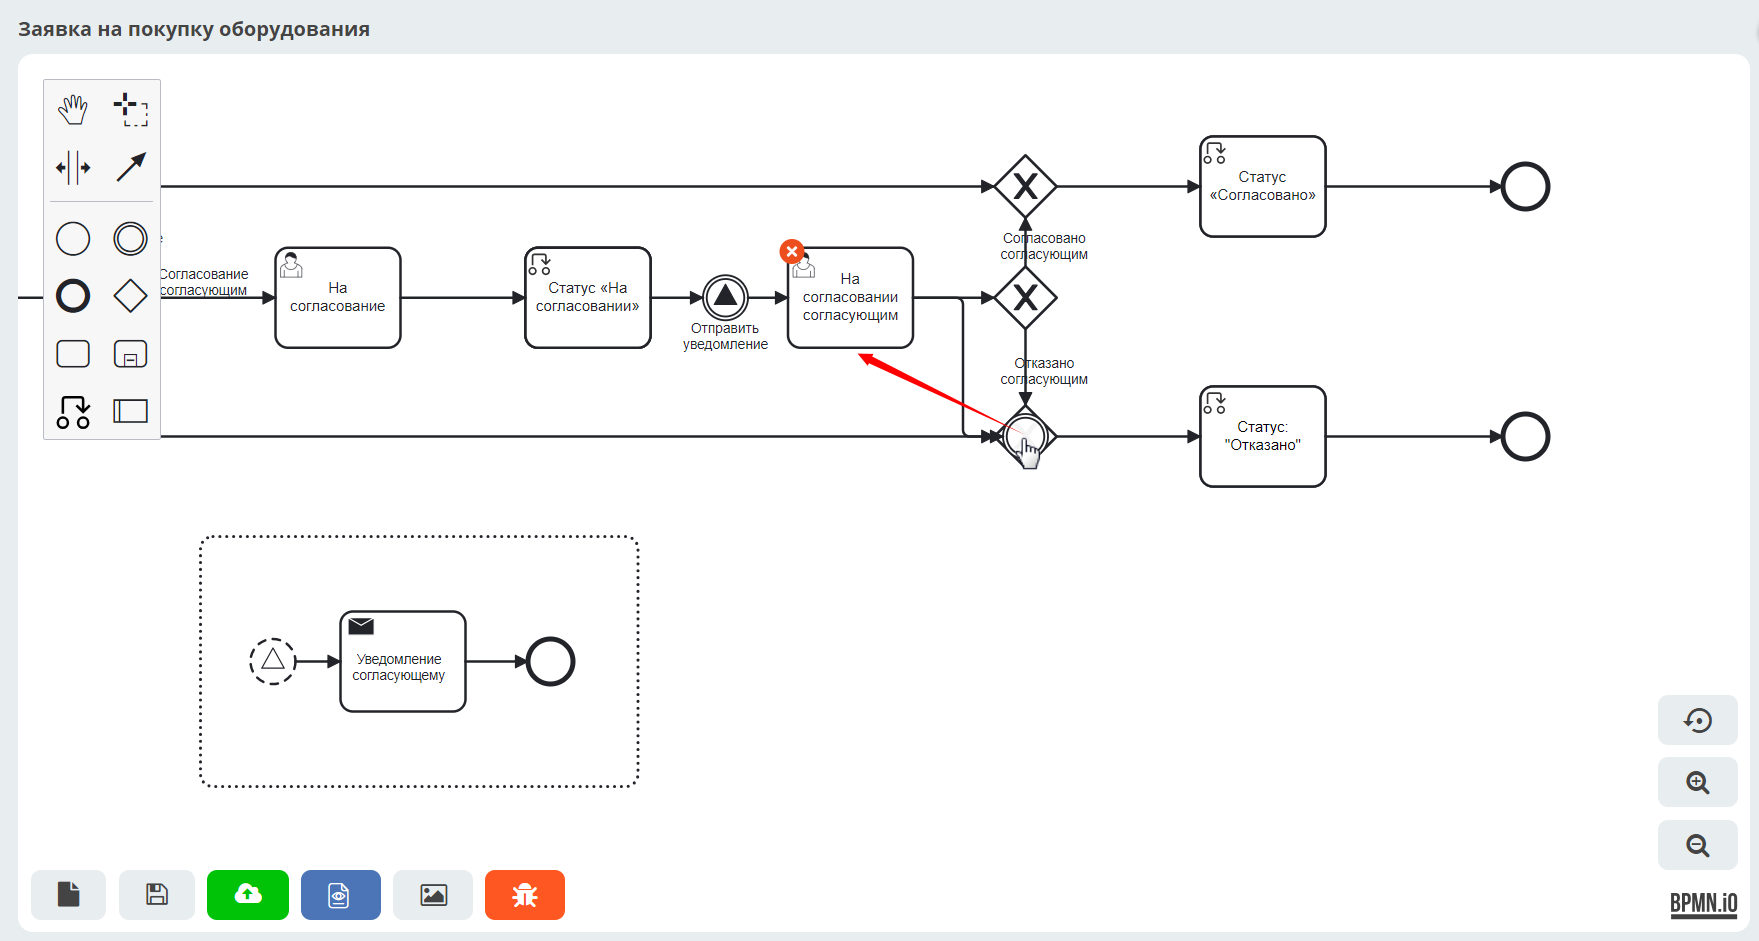 Заявка на покупку оборудования
Статус
«Согласовано»
Согласовано
согласующим
Согласование
согласующим
На
согласование
Статус «На
согласовании»
Отправить
уведомление
На
согласовании
согласующим
Отказано
согласующим
Статус:
"Отказано"
Уведомление
согласующему
BPMN.iO